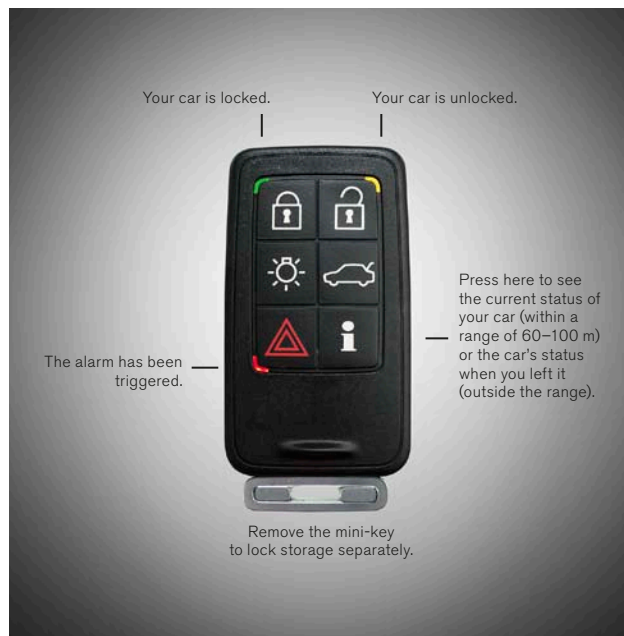 Your car is locked.
Your car is unlocked.
Press here to see
the current status of
your car (within a
range of 60–100 m)
or the car's status
when you left it
(outside the range).
The alarm has been
triggered.
Remove the mini-key
to lock storage separately.